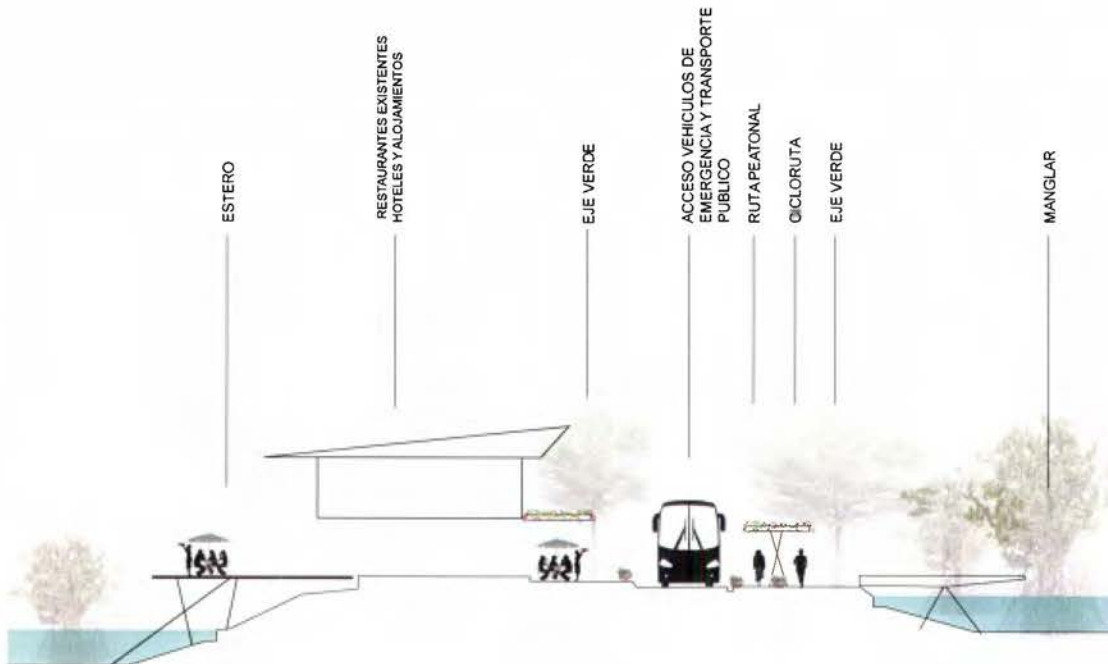 ESTERO
RESTAURANTES EXISTENTES
HOTELES Y ALOJAMIENTOS
EJE VERDE
ACCESO VEHICULOS DE
EMERGENCIA Y TRANSPORTE
PUBLICO
RUTA PEATONAL
CICLORUTA
EJE VERDE
MANGLAR